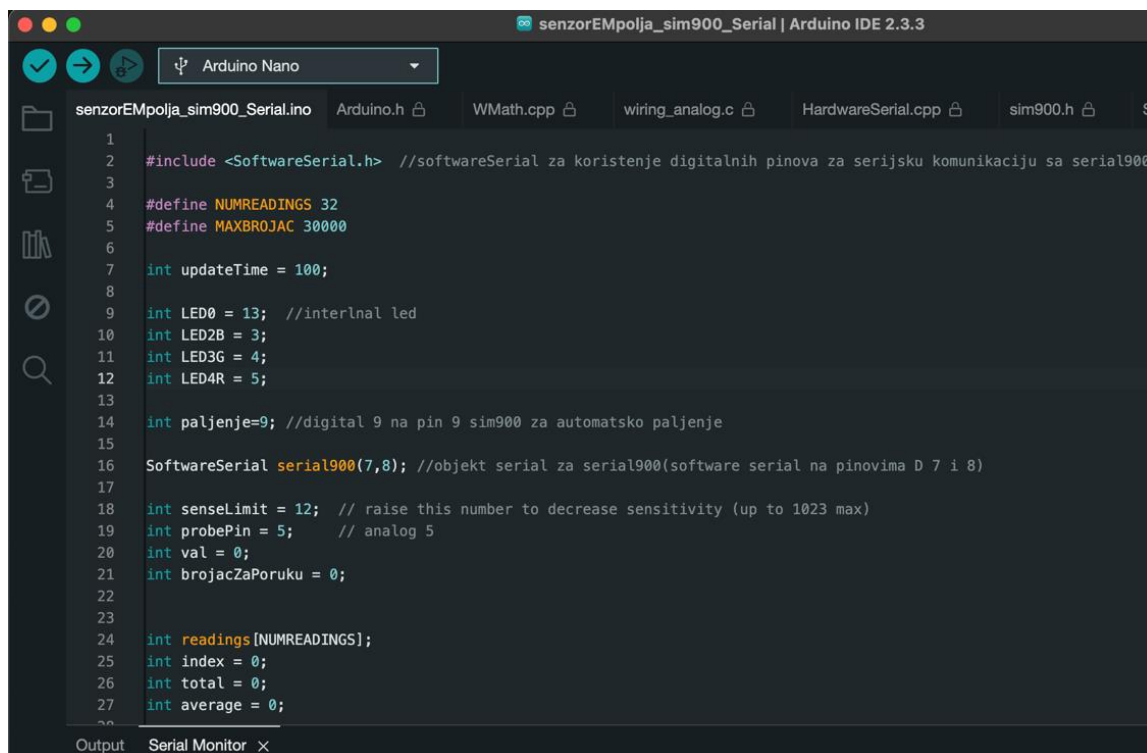 senzorEMpolja_sim900_Serial | Arduino IDE 2.3.3
Arduino Nano
senzorEMpolja_sim900_Serial.ino Arduino.h WMath.cpp wiring_analog.c HardwareSerial.cpp sim900.h S
1
2 #include <SoftwareSerial.h> //softwareSerial za koristenje digitalnih pinova za serijsku komunikaciju sa serial900
3
4 #define NUMREADINGS 32
5 #define MAXBROJAC 30000
6
7 int updateTime = 100;
8
9 int LED0 = 13; //interlnal led
10 int LED2B = 3;
11 int LED3G = 4;
12 int LED4R = 5;
13
14 int paljenje=9; //digital 9 na pin 9 sim900 za automatsko paljenje
15
16 SoftwareSerial serial900(7,8); //objekt serial za serial900(software serial na pinovima D 7 i 8)
17
18 int senseLimit = 12; // raise this number to decrease sensitivity (up to 1023 max)
19 int probePin = 5; // analog 5
20 int val = 0;
21 int brojacZaPoruku = 0;
22
23
24 int readings[NUMREADINGS];
25 int index = 0;
26 int total = 0;
27 int average = 0;
28
Output Serial Monitor